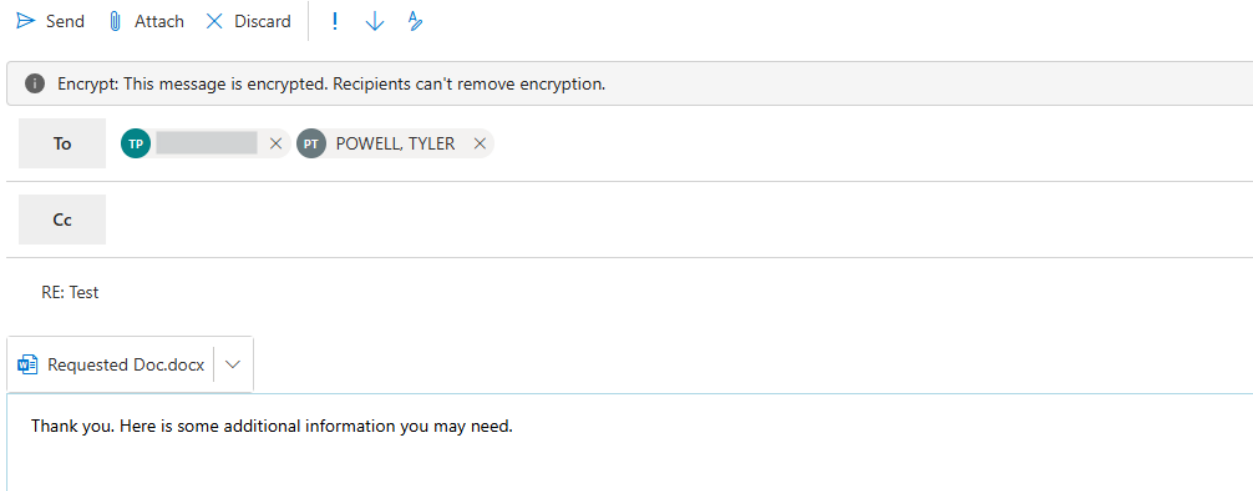 Send Attach Discard !
Encrypt: This message is encrypted. Recipients can't remove encryption.
To TP PT POWELL, TYLER
Cc
RE: Test
Requested Doc.docx
Thank you. Here is some additional information you may need.